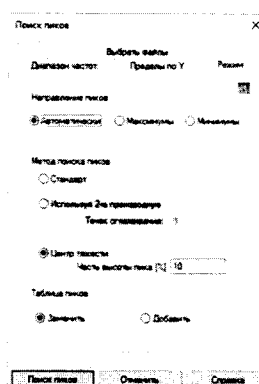 Поиск пиков
Выбрать файлы
Диапазон частот Пределы по Y Режим
Направление пиков
Автоматически Максимумы Минимумы
Метод поиска пиков
Стандарт
Используя 2ю производную
Точек сглаживания:
Центр тяжести
Часть высоты пика [%] 10
Таблица пиков
Заменить Добавить
Поиск пиков Отменить Справка